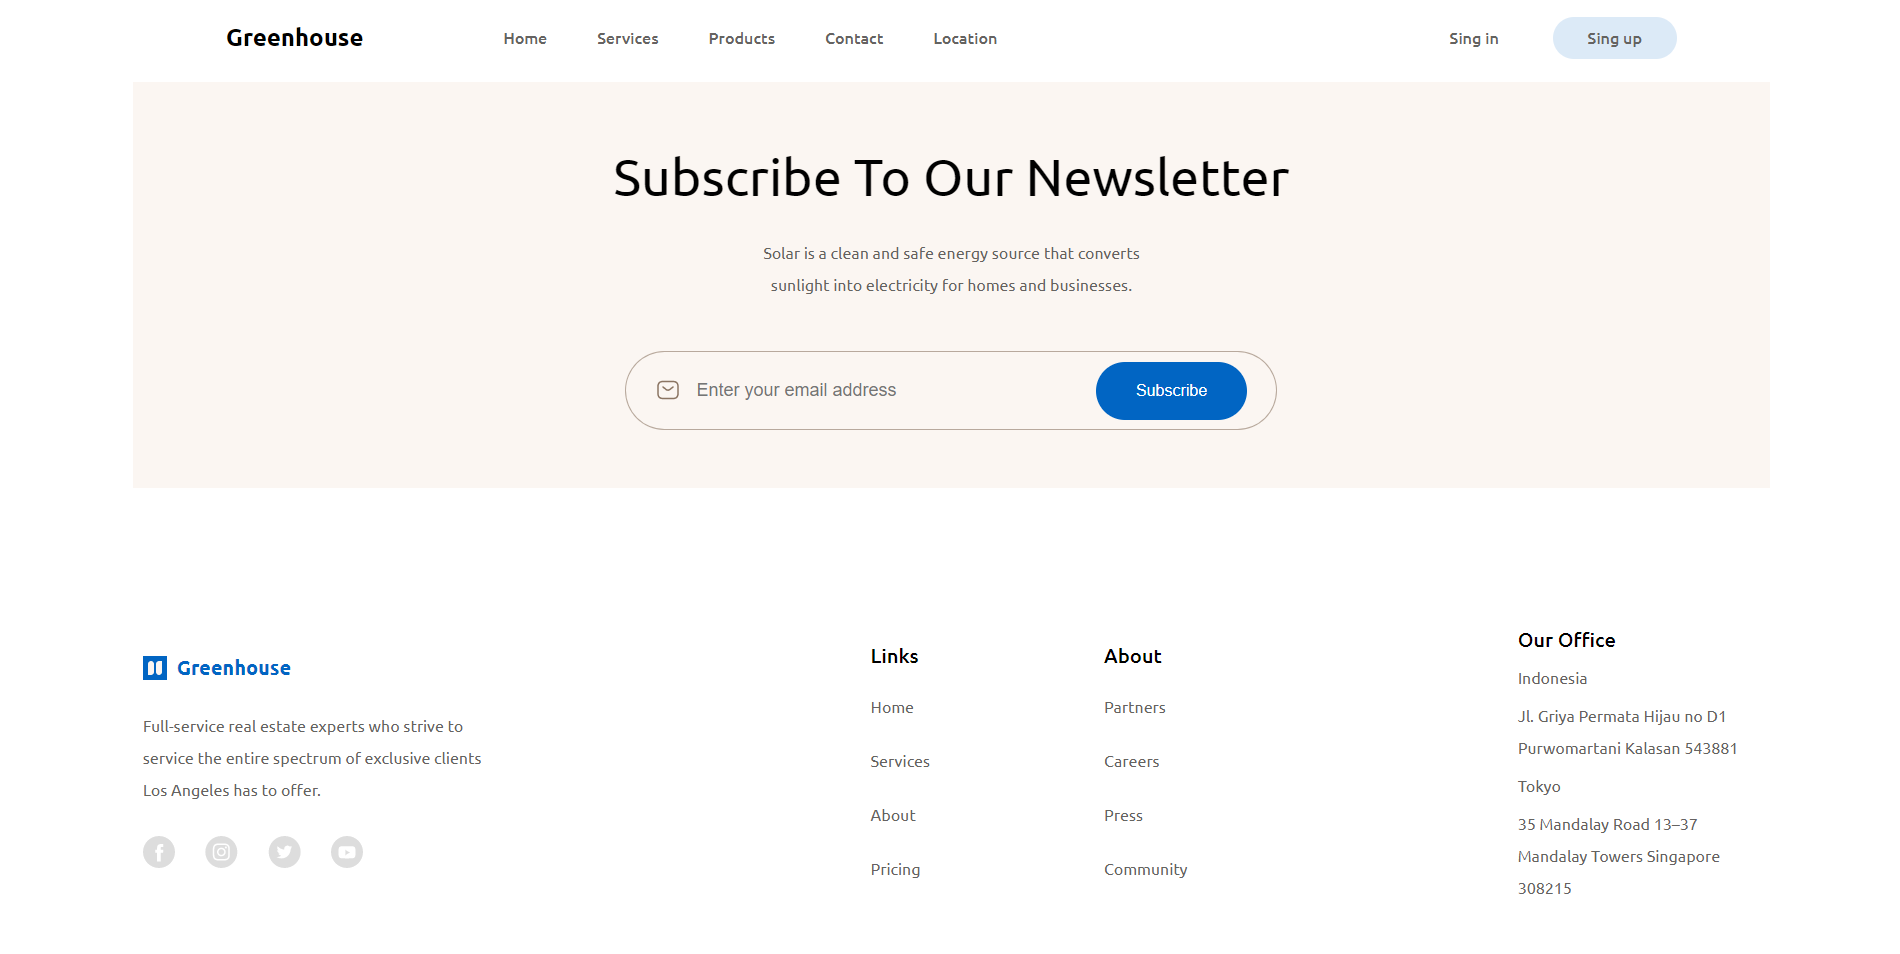 Greenhouse
Home
Services
Products
Contact
Location
Sing in
Sing up
Subscribe To Our Newsletter
Solar is a clean and safe energy source that converts
sunlight into electricity for homes and businesses.
Enter your email address
Subscribe
Greenhouse
Full-service real estate experts who strive to
service the entire spectrum of exclusive clients
Los Angeles has to offer.
Links
Home
Services
About
Pricing
About
Partners
Careers
Press
Community
Our Office
Indonesia
Jl. Griya Permata Hijau no D1
Purwomartani Kalasan 543881
Tokyo
35 Mandalay Road 13–37
Mandalay Towers Singapore
308215